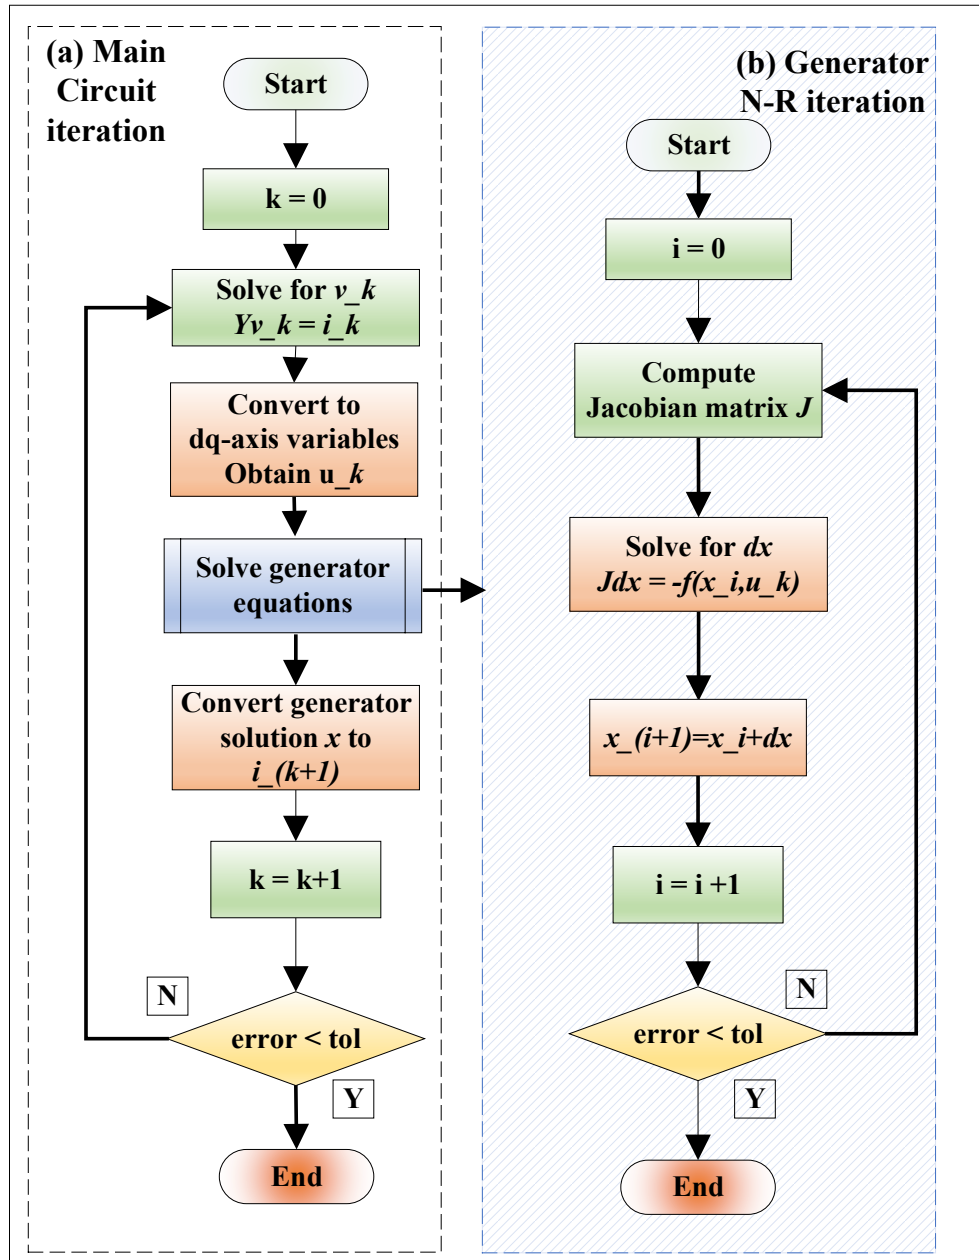 (a) Main
Circuit
iteration
Start
k = 0
Solve for v_k
Yv_k = i_k
Convert to
dq-axis variables
Obtain u_k
Solve generator
equations
Convert generator
solution x to
i_(k+1)
k = k+1
N
error < tol
Y
End
(b) Generator
N-R iteration
Start
i = 0
Compute
Jacobian matrix J
Solve for dx
Jdx = -f(x_i,u_k)
x_(i+1)=x_i+dx
i = i +1
N
error < tol
Y
End